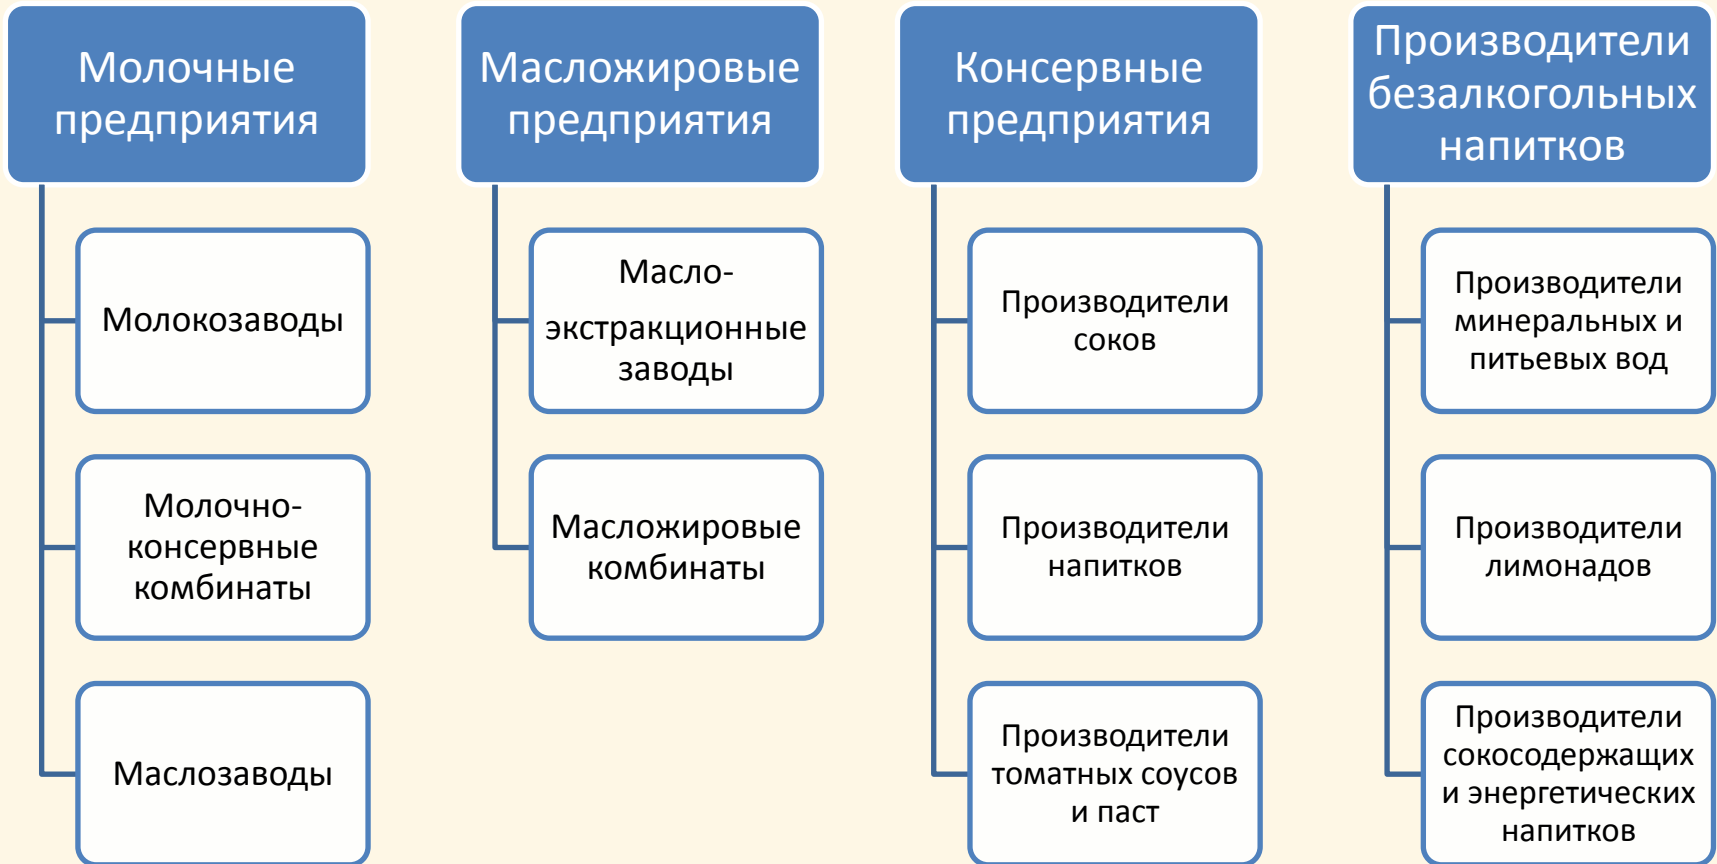 Молочные
предприятия
Молокозаводы
Молочно-
консервные
комбинаты
Маслозаводы
Масложировые
предприятия
Масло-
экстракционные
заводы
Масложировые
комбинаты
Консервные
предприятия
Производители
соков
Производители
напитков
Производители
томатных соусов
и паст
Производители
безалкогольных
напитков
Производители
минеральных и
питьевых вод
Производители
лимонадов
Производители
сокосодержащих
и энергетических
напитков